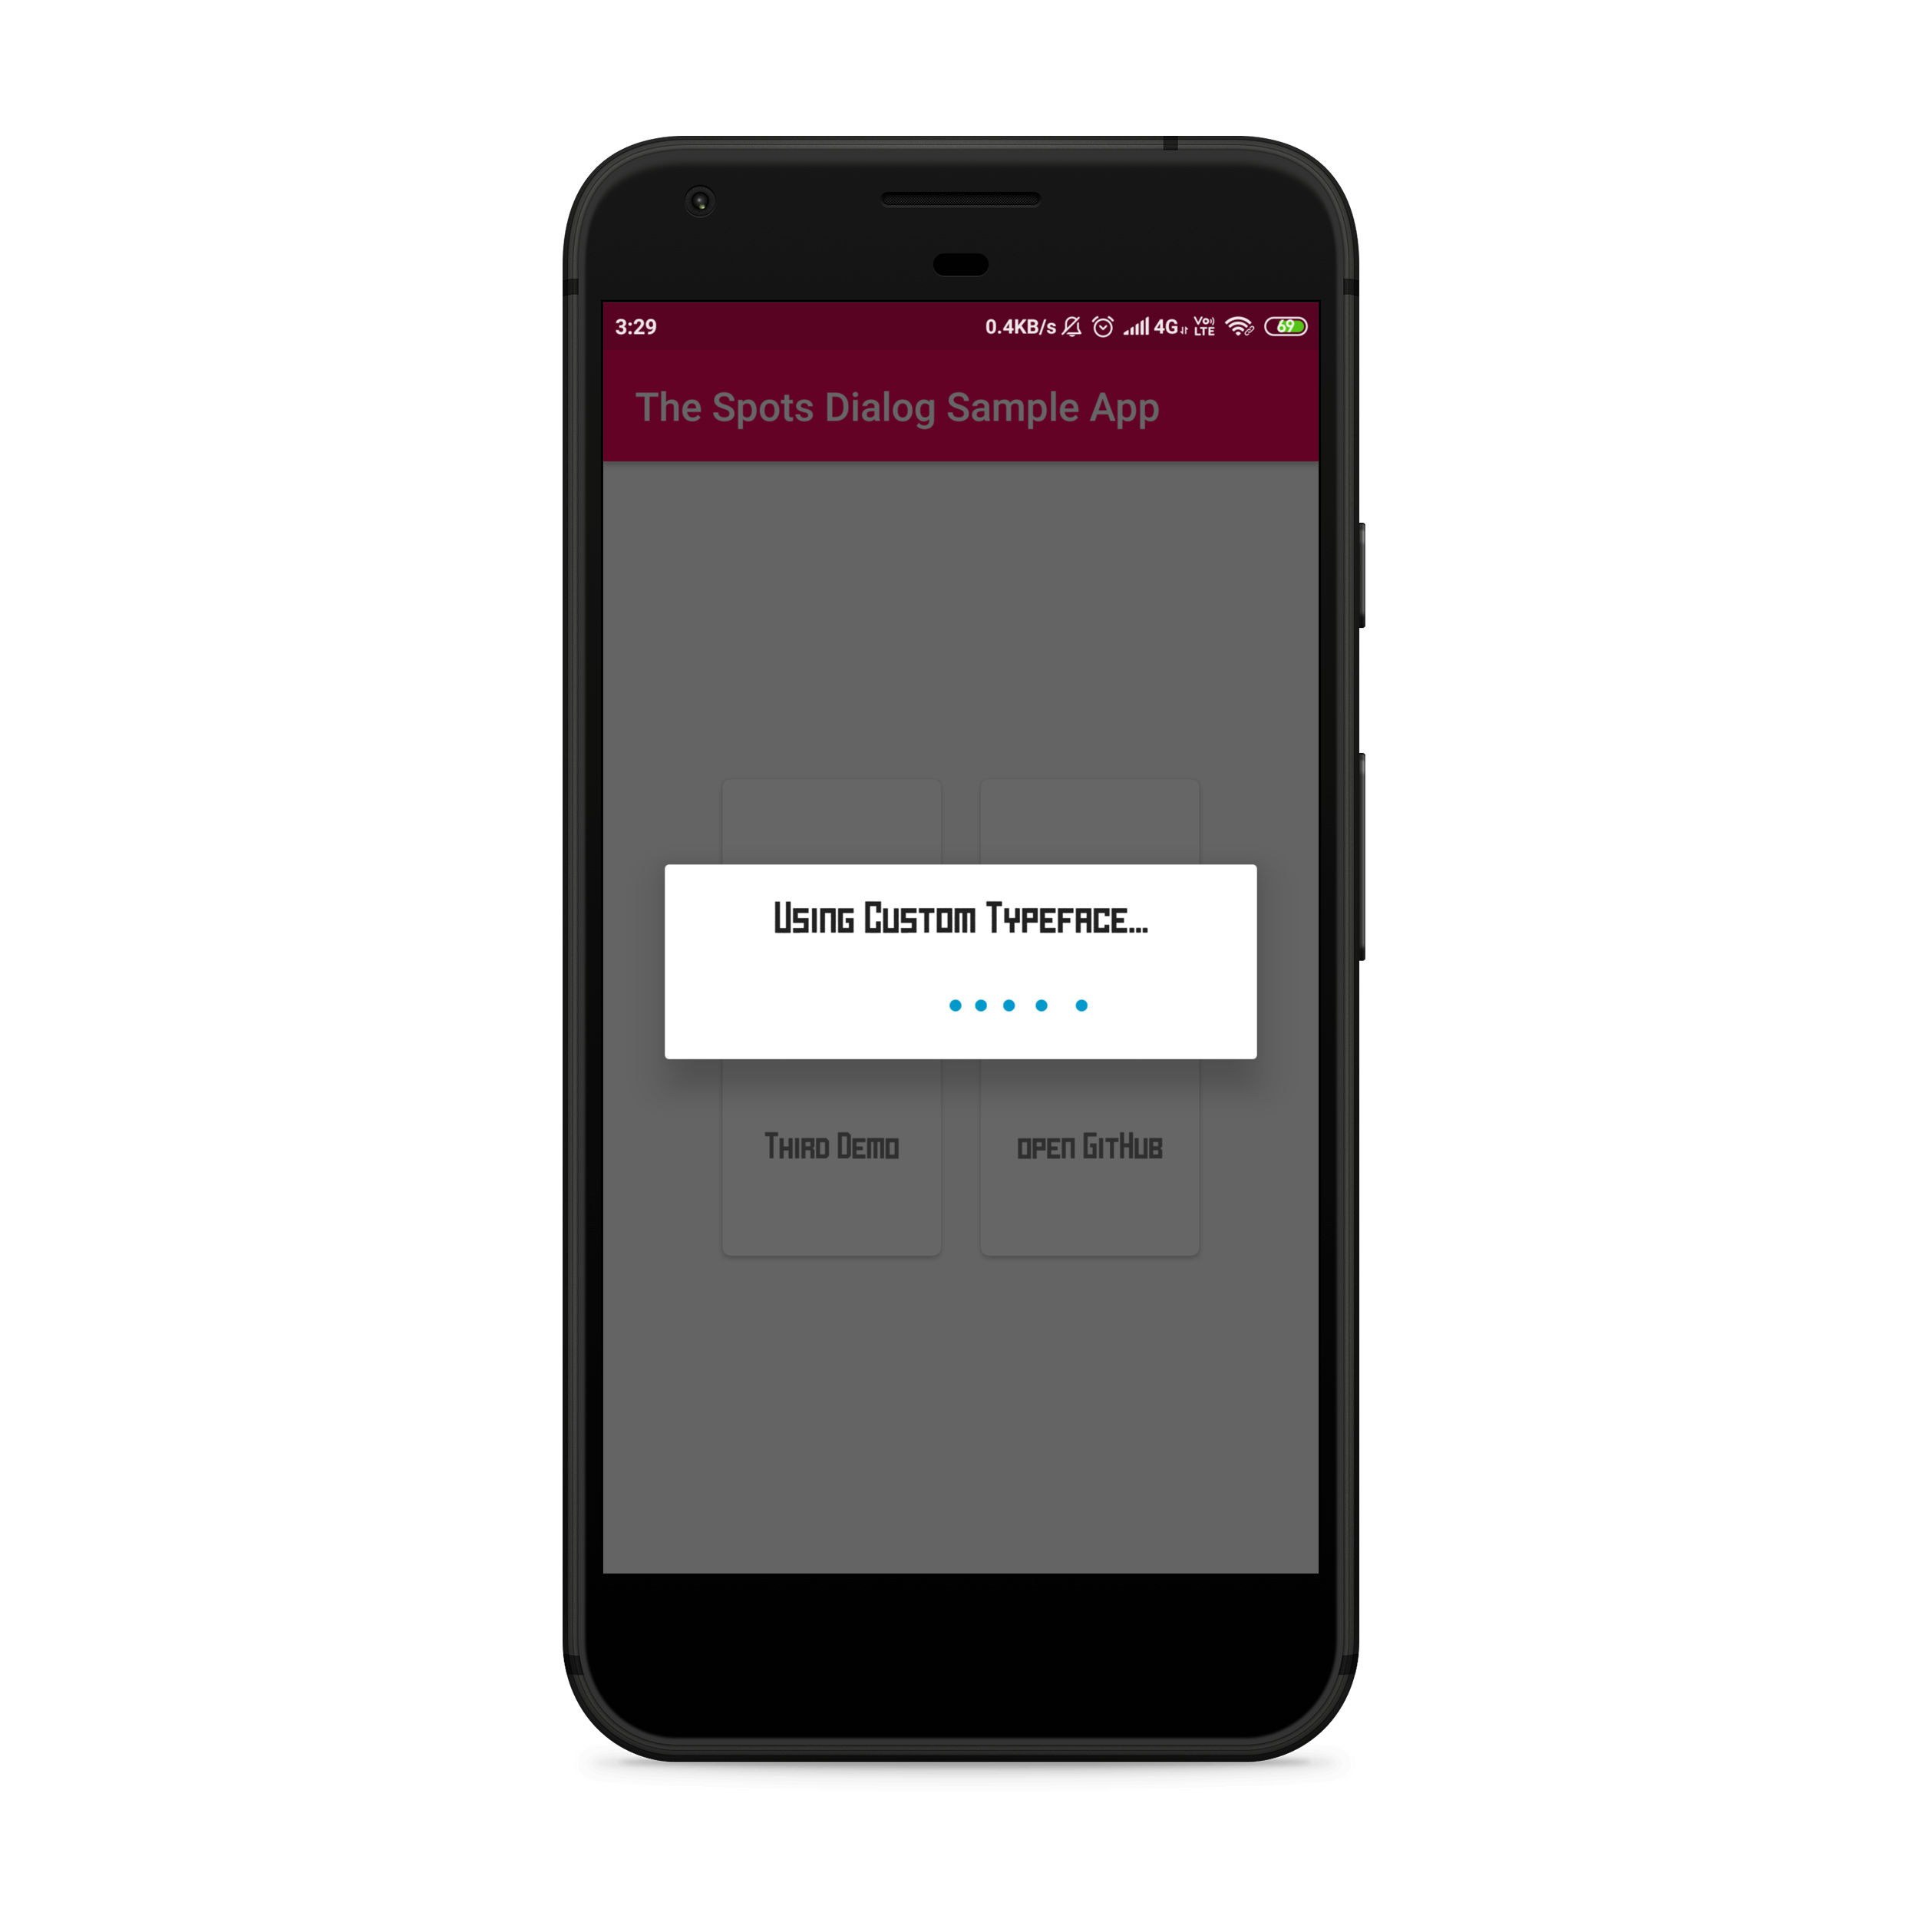 3:29 0.4KB/s 4G Vo LTE 69
The Spots Dialog Sample App
Using Custom Typeface...
Third Demo open GitHub